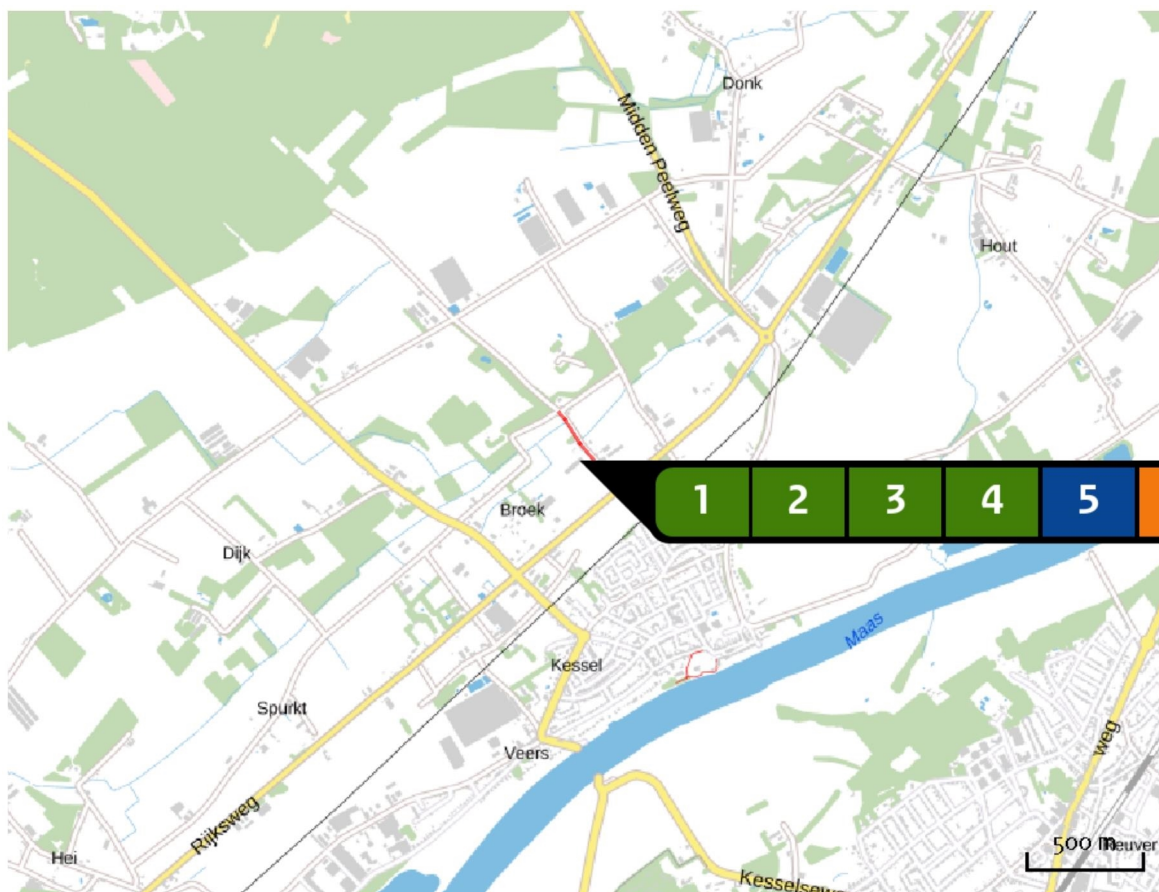 Donk
Midden Peelweg
Hout
1 2 3 4 5
Broek
Dijk
Maas
Kessel
Spurkt
Veers
weg
Rijksweg
500 m
Hei